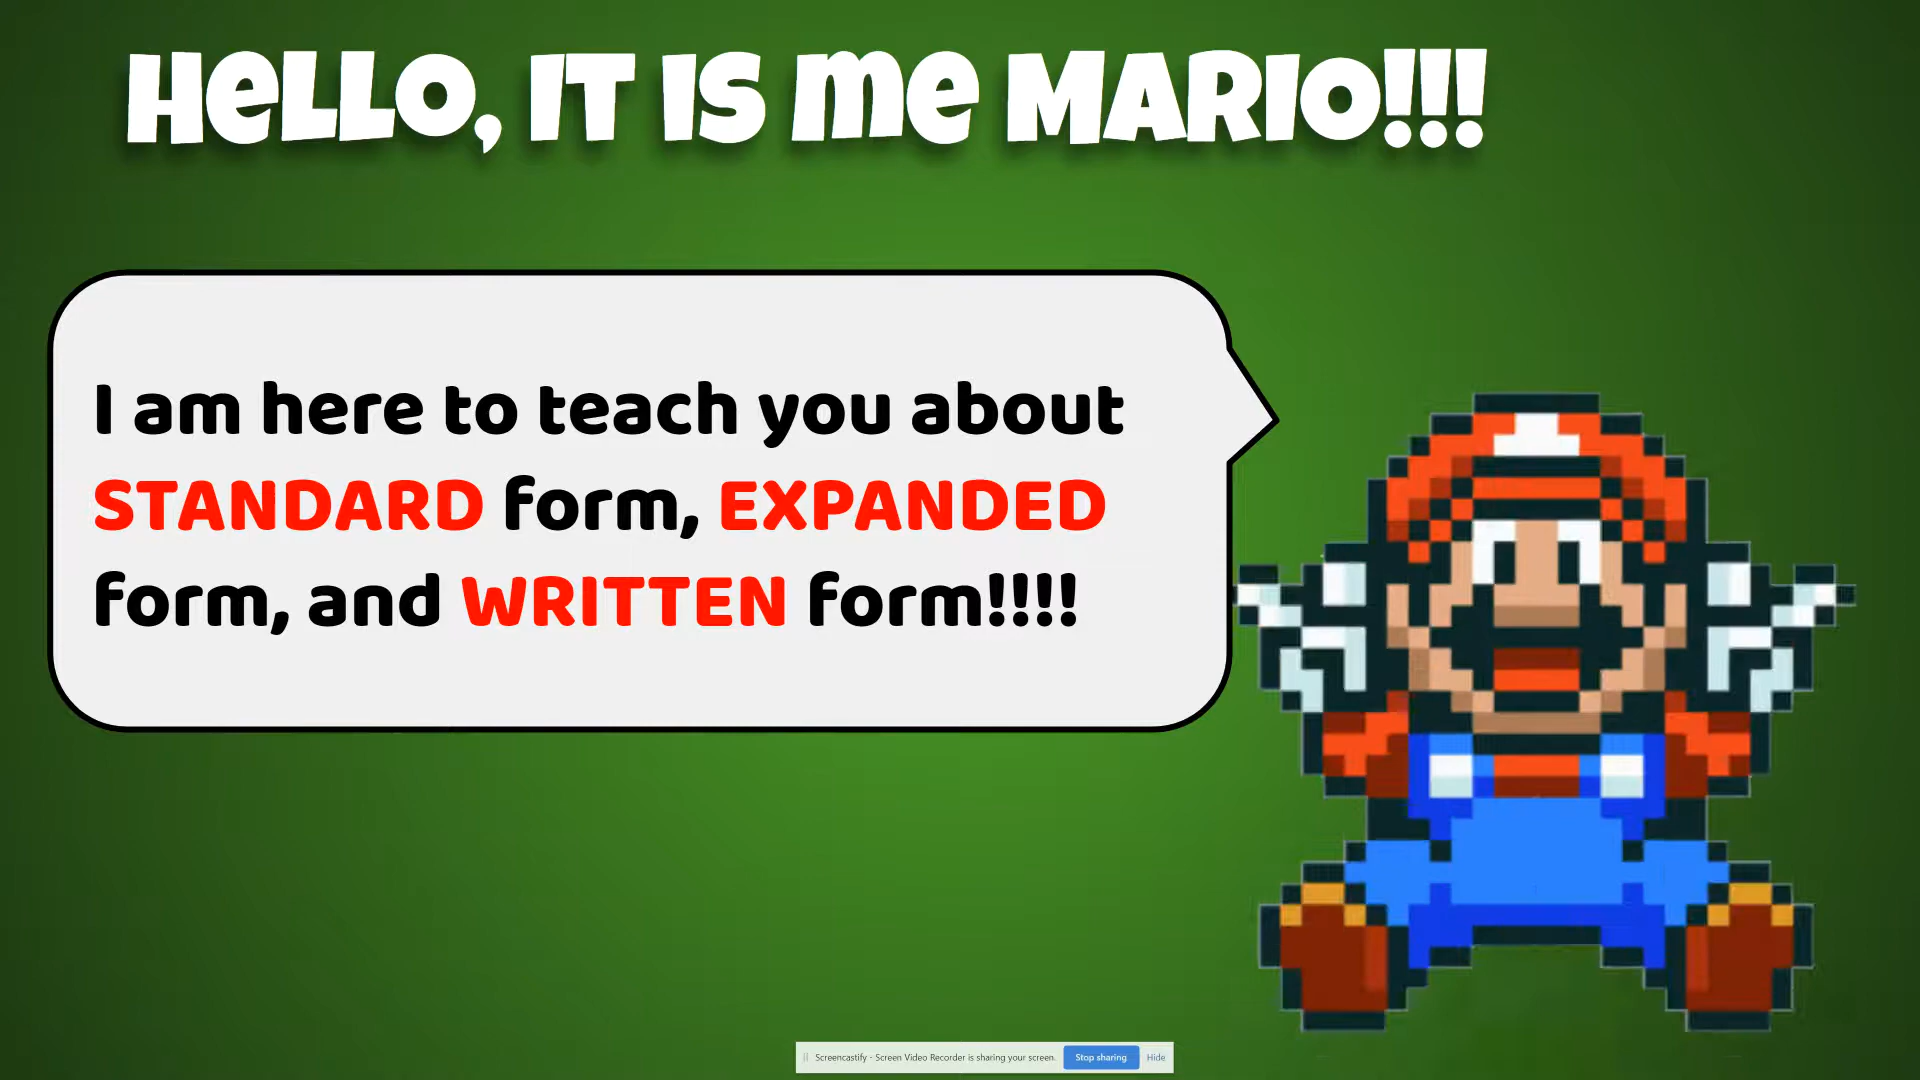 Hello, it is me Mario!!!
I am here to teach you about
STANDARD form, EXPANDED
form, and WRITTEN form!!!!
Screencastify - Screen Video Recorder is sharing your screen. Stop sharing Hide